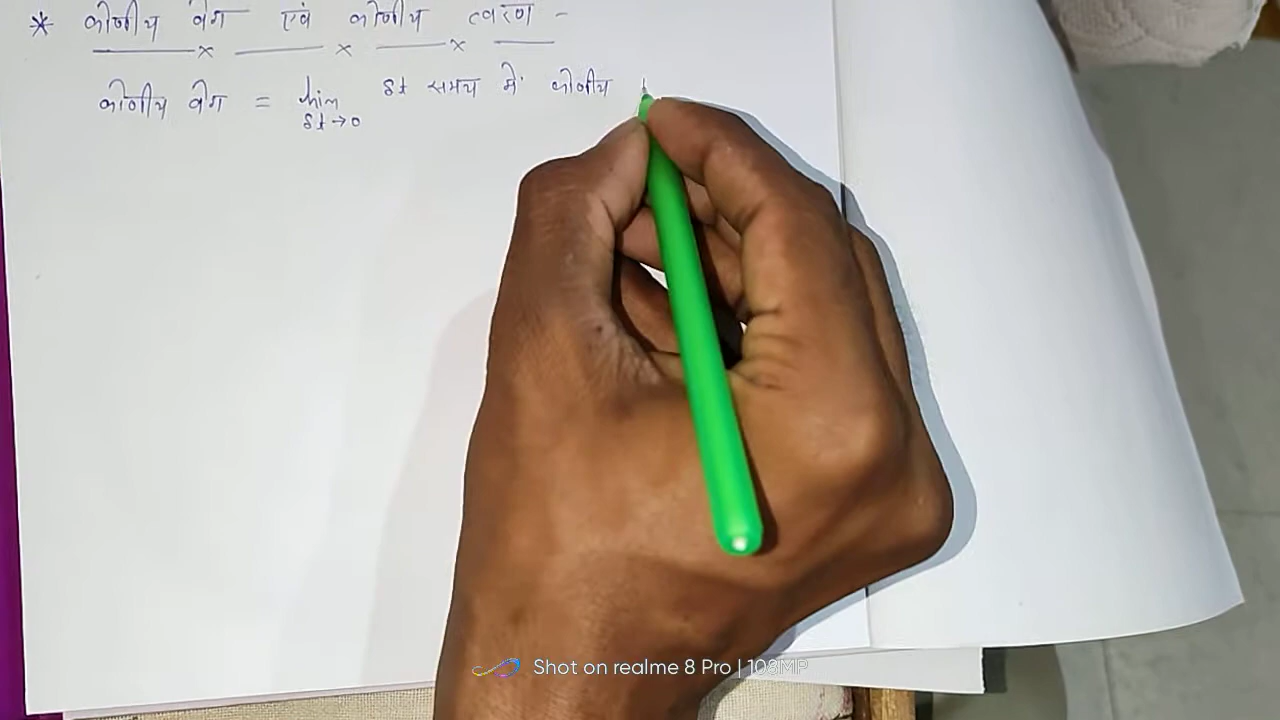 * कोणीय वेग एवं कोणीय त्वरण -
कोणीय वेग = lim δt समय में कोणीय
δt→0
Shot on realme 8 Pro | 108MP